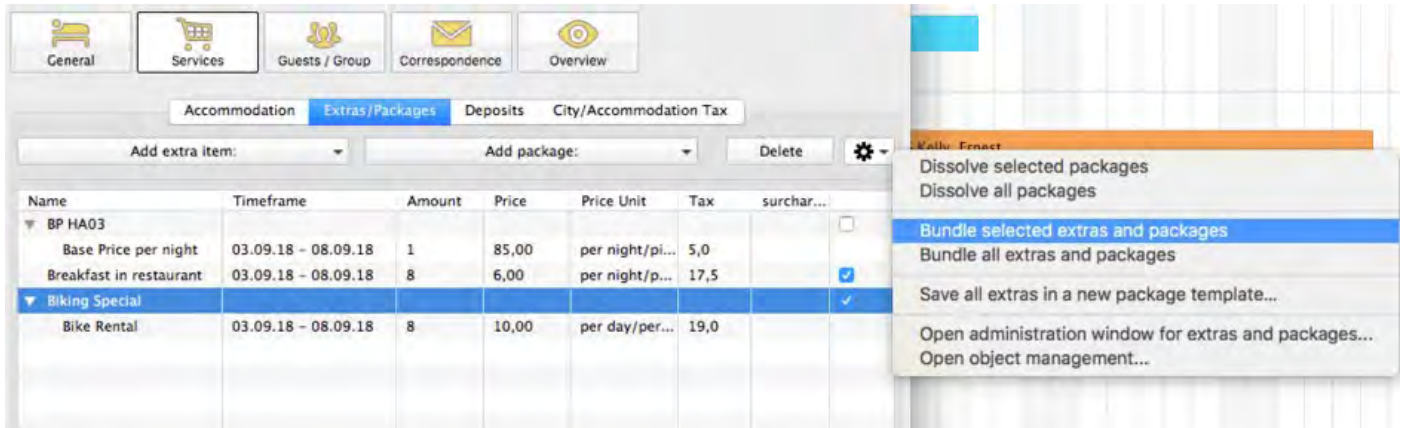 General Services Guests / Group Correspondence Overview
Accommodation Extras/Packages Deposits City/Accommodation Tax
Add extra item: Add package: Delete
Kelly, Ernest
Name Timeframe Amount Price Price Unit Tax surchar...
BP HA03
Base Price per night 03.09.18 - 08.09.18 1 85,00 per night/pi... 5,0
Breakfast in restaurant 03.09.18 - 08.09.18 8 6,00 per night/p... 17,5
Biking Special
Bike Rental 03.09.18 - 08.09.18 8 10,00 per day/per... 19,0
Dissolve selected packages
Dissolve all packages
Bundle selected extras and packages
Bundle all extras and packages
Save all extras in a new package template...
Open administration window for extras and packages...
Open object management...